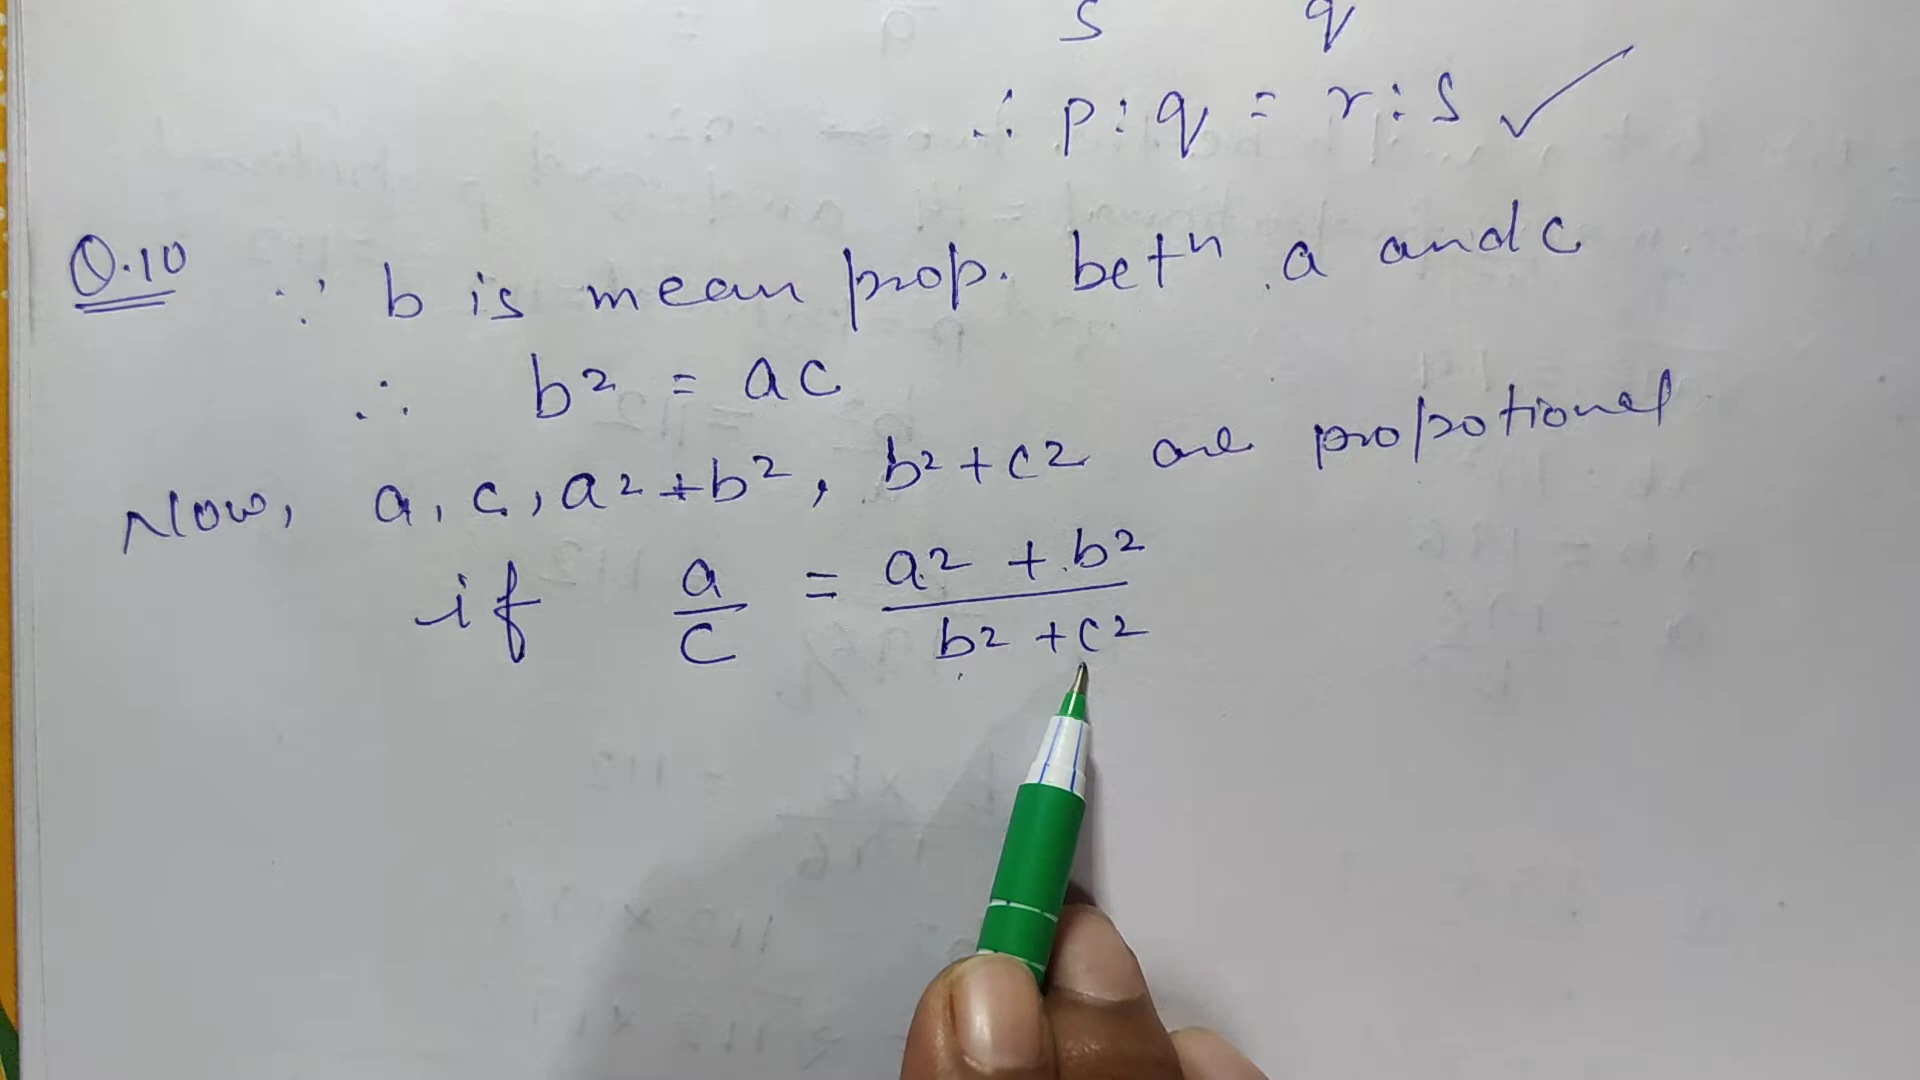 s q
∴ p : q = r : s ✓
Q.10 ∵ b is mean prop. betn a and c
∴ b² = ac
Now, a, c, a² + b², b² + c² are propotional
if a/c = (a² + b²)/(b² + c²)